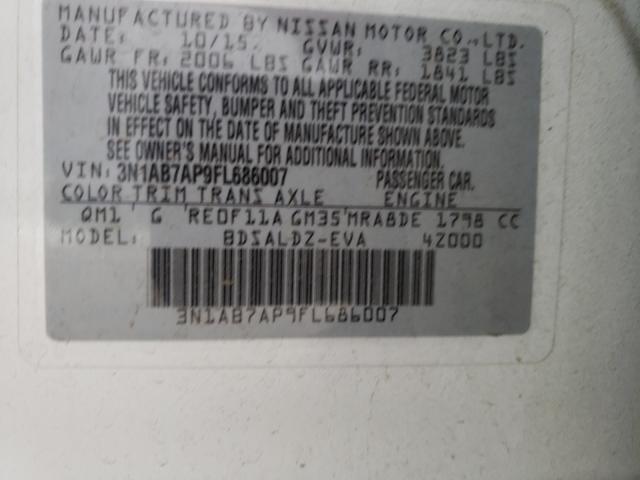 MANUFACTURED BY NISSAN MOTOR CO.,LTD.
DATE: 10/15 GVWR: 3823 LBS
GAWR FR: 2006 LBS GAWR RR: 1841 LBS
THIS VEHICLE CONFORMS TO ALL APPLICABLE FEDERAL MOTOR
VEHICLE SAFETY, BUMPER AND THEFT PREVENTION STANDARDS
IN EFFECT ON THE DATE OF MANUFACTURE SHOWN ABOVE.
SEE OWNER'S MANUAL FOR ADDITIONAL INFORMATION.
VIN: 3N1AB7AP9FL686007 PASSENGER CAR.
COLOR TRIM TRANS AXLE ENGINE
QM1 G RE0F11A GM35 MRA8DE 1798 CC
MODEL: BDSALDZ-EVA 42000
3N1AB7AP9FL686007